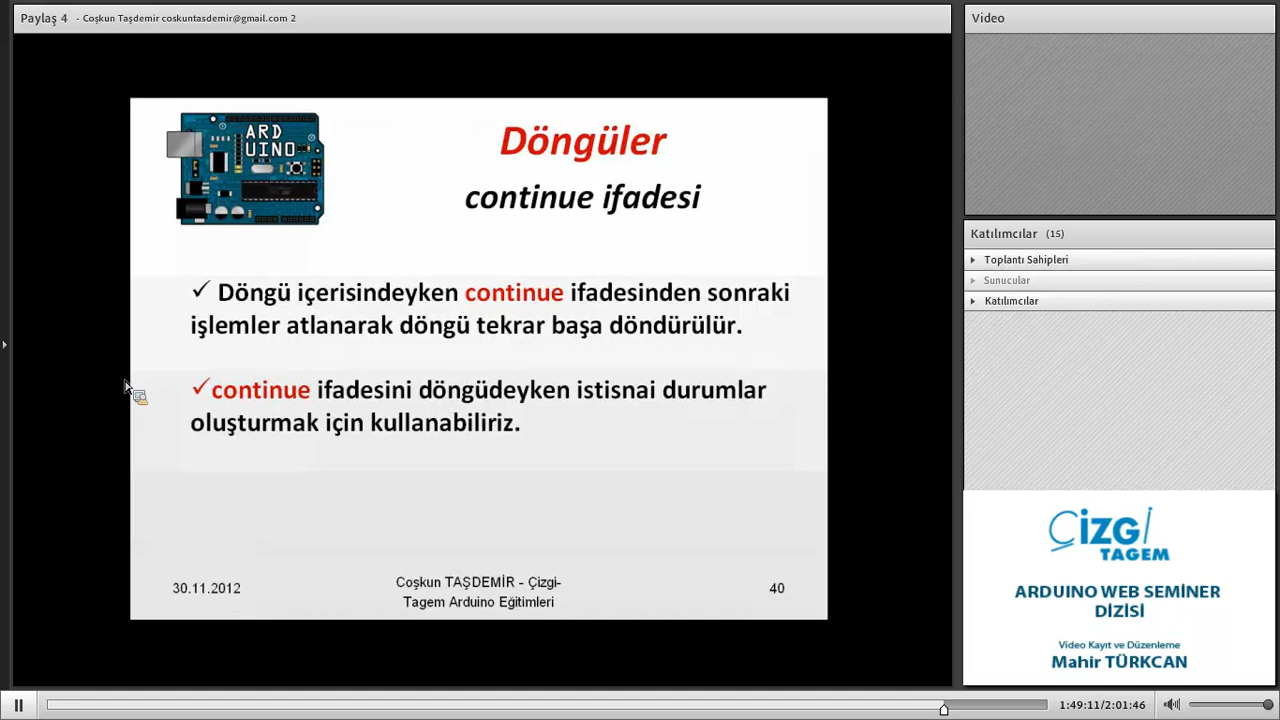 Paylaş 4 - Coşkun Taşdemir coskuntasdemir@gmail.com 2
ARD
UINO
Döngüler
continue ifadesi
✓ Döngü içerisindeyken continue ifadesinden sonraki
işlemler atlanarak döngü tekrar başa döndürülür.
✓continue ifadesini döngüdeyken istisnai durumlar
oluşturmak için kullanabiliriz.
30.11.2012
Coşkun TAŞDEMİR - Çizgi-
Tagem Arduino Eğitimleri
40
Video
Katılımcılar (15)
Toplantı Sahipleri
Sunucular
Katılımcılar
ÇİZGİ
TAGEM
ARDUINO WEB SEMINER
DİZİSİ
Video Kayıt ve Düzenleme
Mahir TÜRKCAN
1:49:11/2:01:46